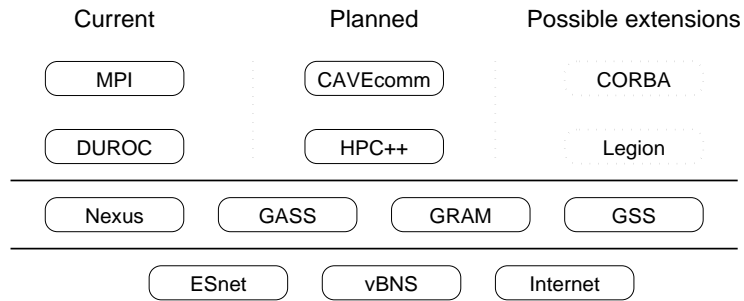 Current Planned Possible extensions
MPI CAVEcomm CORBA
DUROC HPC++ Legion
Nexus GASS GRAM GSS
ESnet vBNS Internet